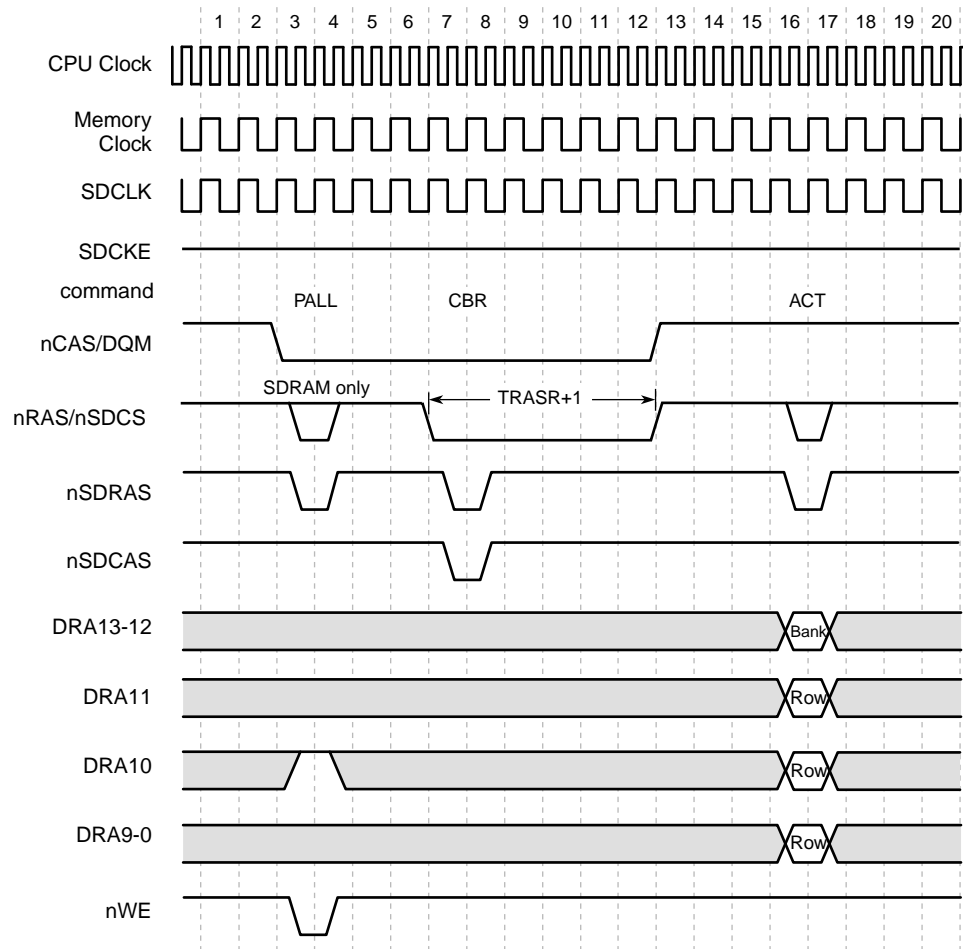 1 2 3 4 5 6 7 8 9 10 11 12 13 14 15 16 17 18 19 20
CPU Clock
Memory
Clock
SDCLK
SDCKE
command
PALL CBR ACT
nCAS/DQM
SDRAM only
TRASR+1
nRAS/nSDCS
nSDRAS
nSDCAS
DRA13-12
Bank
DRA11
Row
DRA10
Row
DRA9-0
Row
nWE